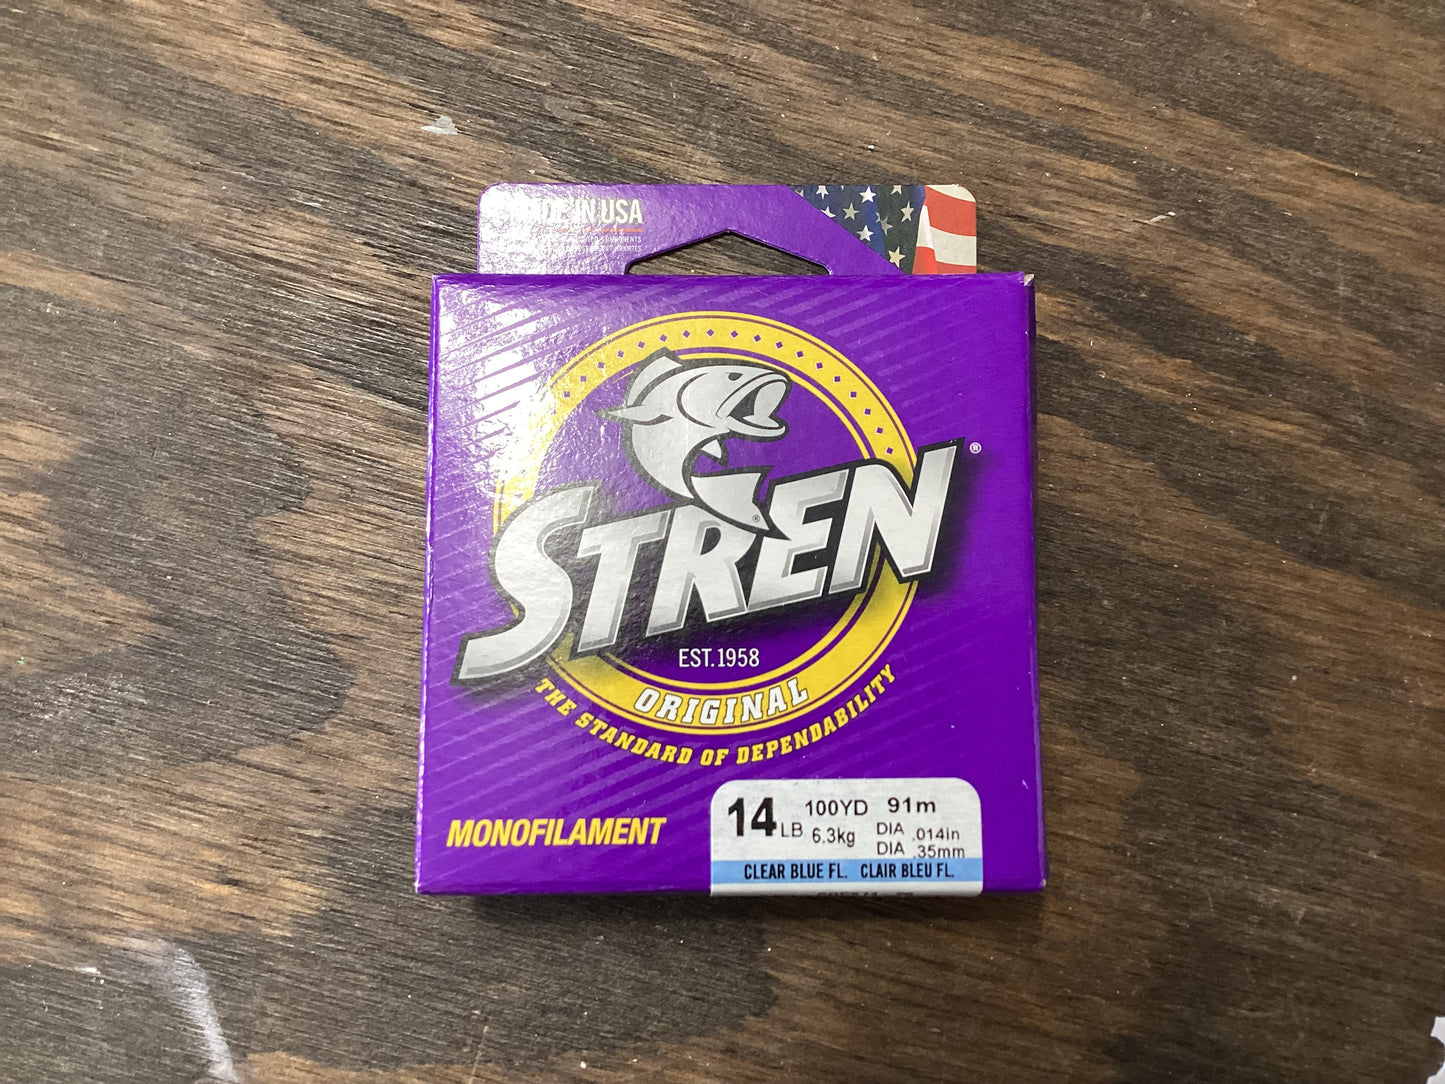 IN USA
STREN®
EST.1958
ORIGINAL
THE STANDARD OF DEPENDABILITY
MONOFILAMENT
14 LB 100YD 91m
6.3kg DIA .014in
DIA .35mm
CLEAR BLUE FL. CLAIR BLEU FL.